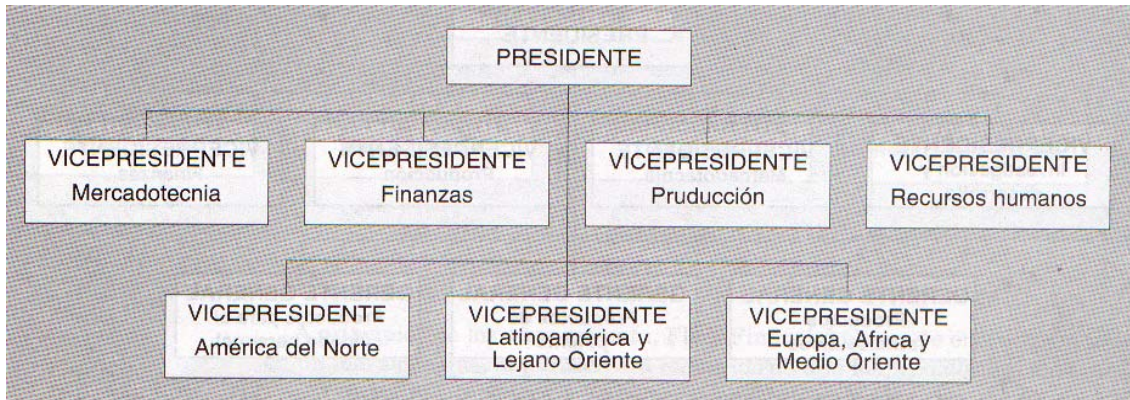 PRESIDENTE
VICEPRESIDENTE
Mercadotecnia
VICEPRESIDENTE
Finanzas
VICEPRESIDENTE
Pruducción
VICEPRESIDENTE
Recursos humanos
VICEPRESIDENTE
América del Norte
VICEPRESIDENTE
Latinoamérica y
Lejano Oriente
VICEPRESIDENTE
Europa, Africa y
Medio Oriente